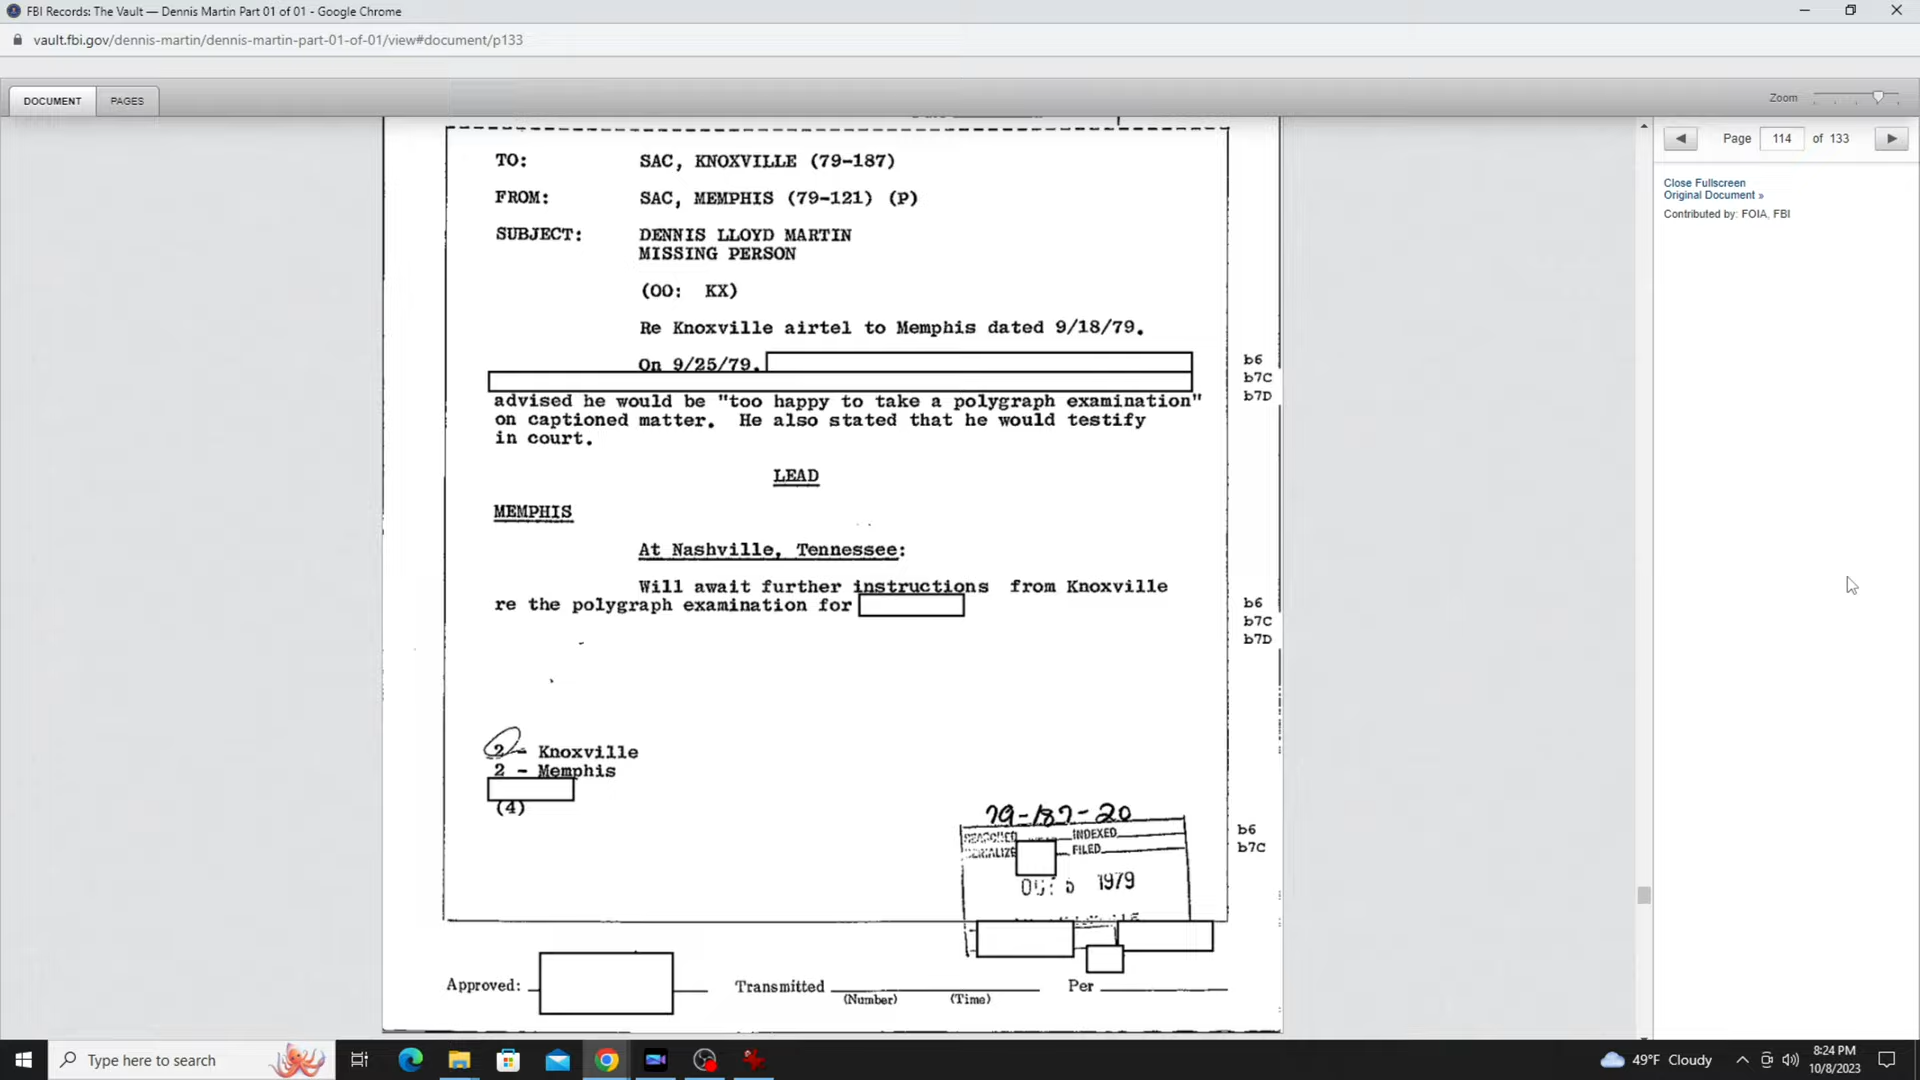 FBI Records: The Vault — Dennis Martin Part 01 of 01 - Google Chrome
vault.fbi.gov/dennis-martin/dennis-martin-part-01-of-01/view#document/p133
DOCUMENT PAGES
Zoom
Page 114 of 133
Close Fullscreen
Original Document »
Contributed by: FOIA, FBI
TO: SAC, KNOXVILLE (79-187)
FROM: SAC, MEMPHIS (79-121) (P)
SUBJECT: DENNIS LLOYD MARTIN
MISSING PERSON
(OO: KX)
Re Knoxville airtel to Memphis dated 9/18/79.
On 9/25/79,
b6
b7C
b7D
advised he would be "too happy to take a polygraph examination"
on captioned matter. He also stated that he would testify
in court.
LEAD
MEMPHIS
At Nashville, Tennessee:
Will await further instructions from Knoxville
re the polygraph examination for
b6
b7C
b7D
2 - Knoxville
2 - Memphis
(4)
79-187-20
SEARCHED INDEXED
SERIALIZE FILED
1979
b6
b7C
Approved: Transmitted Per
(Number) (Time)
Type here to search
49°F Cloudy
8:24 PM
10/8/2023